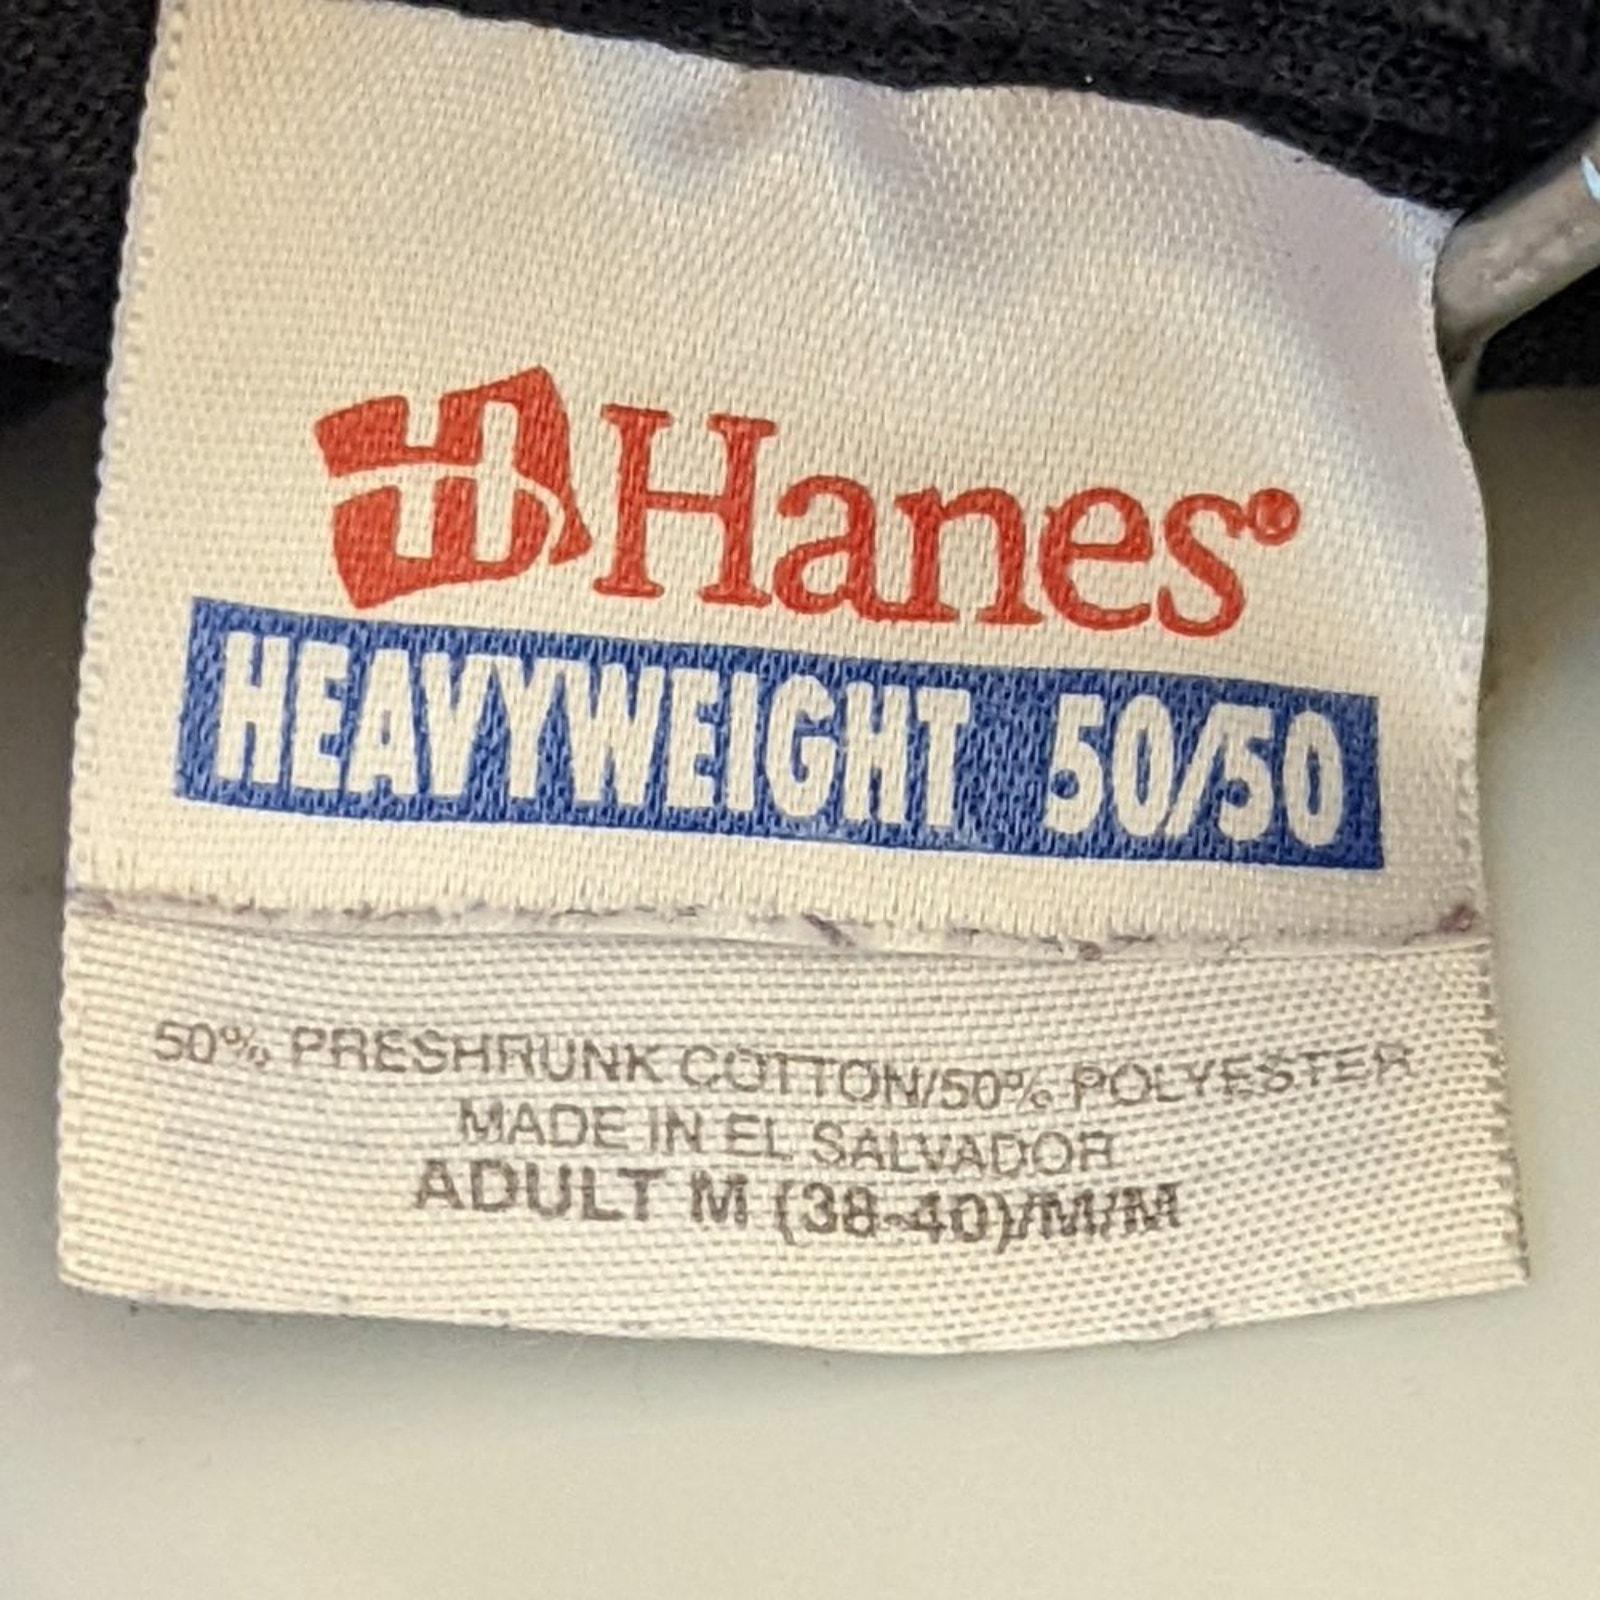 Hanes®
HEAVYWEIGHT 50/50
50% PRESHRUNK COTTON/50% POLYESTER
MADE IN EL SALVADOR
ADULT M (38-40)/M/M